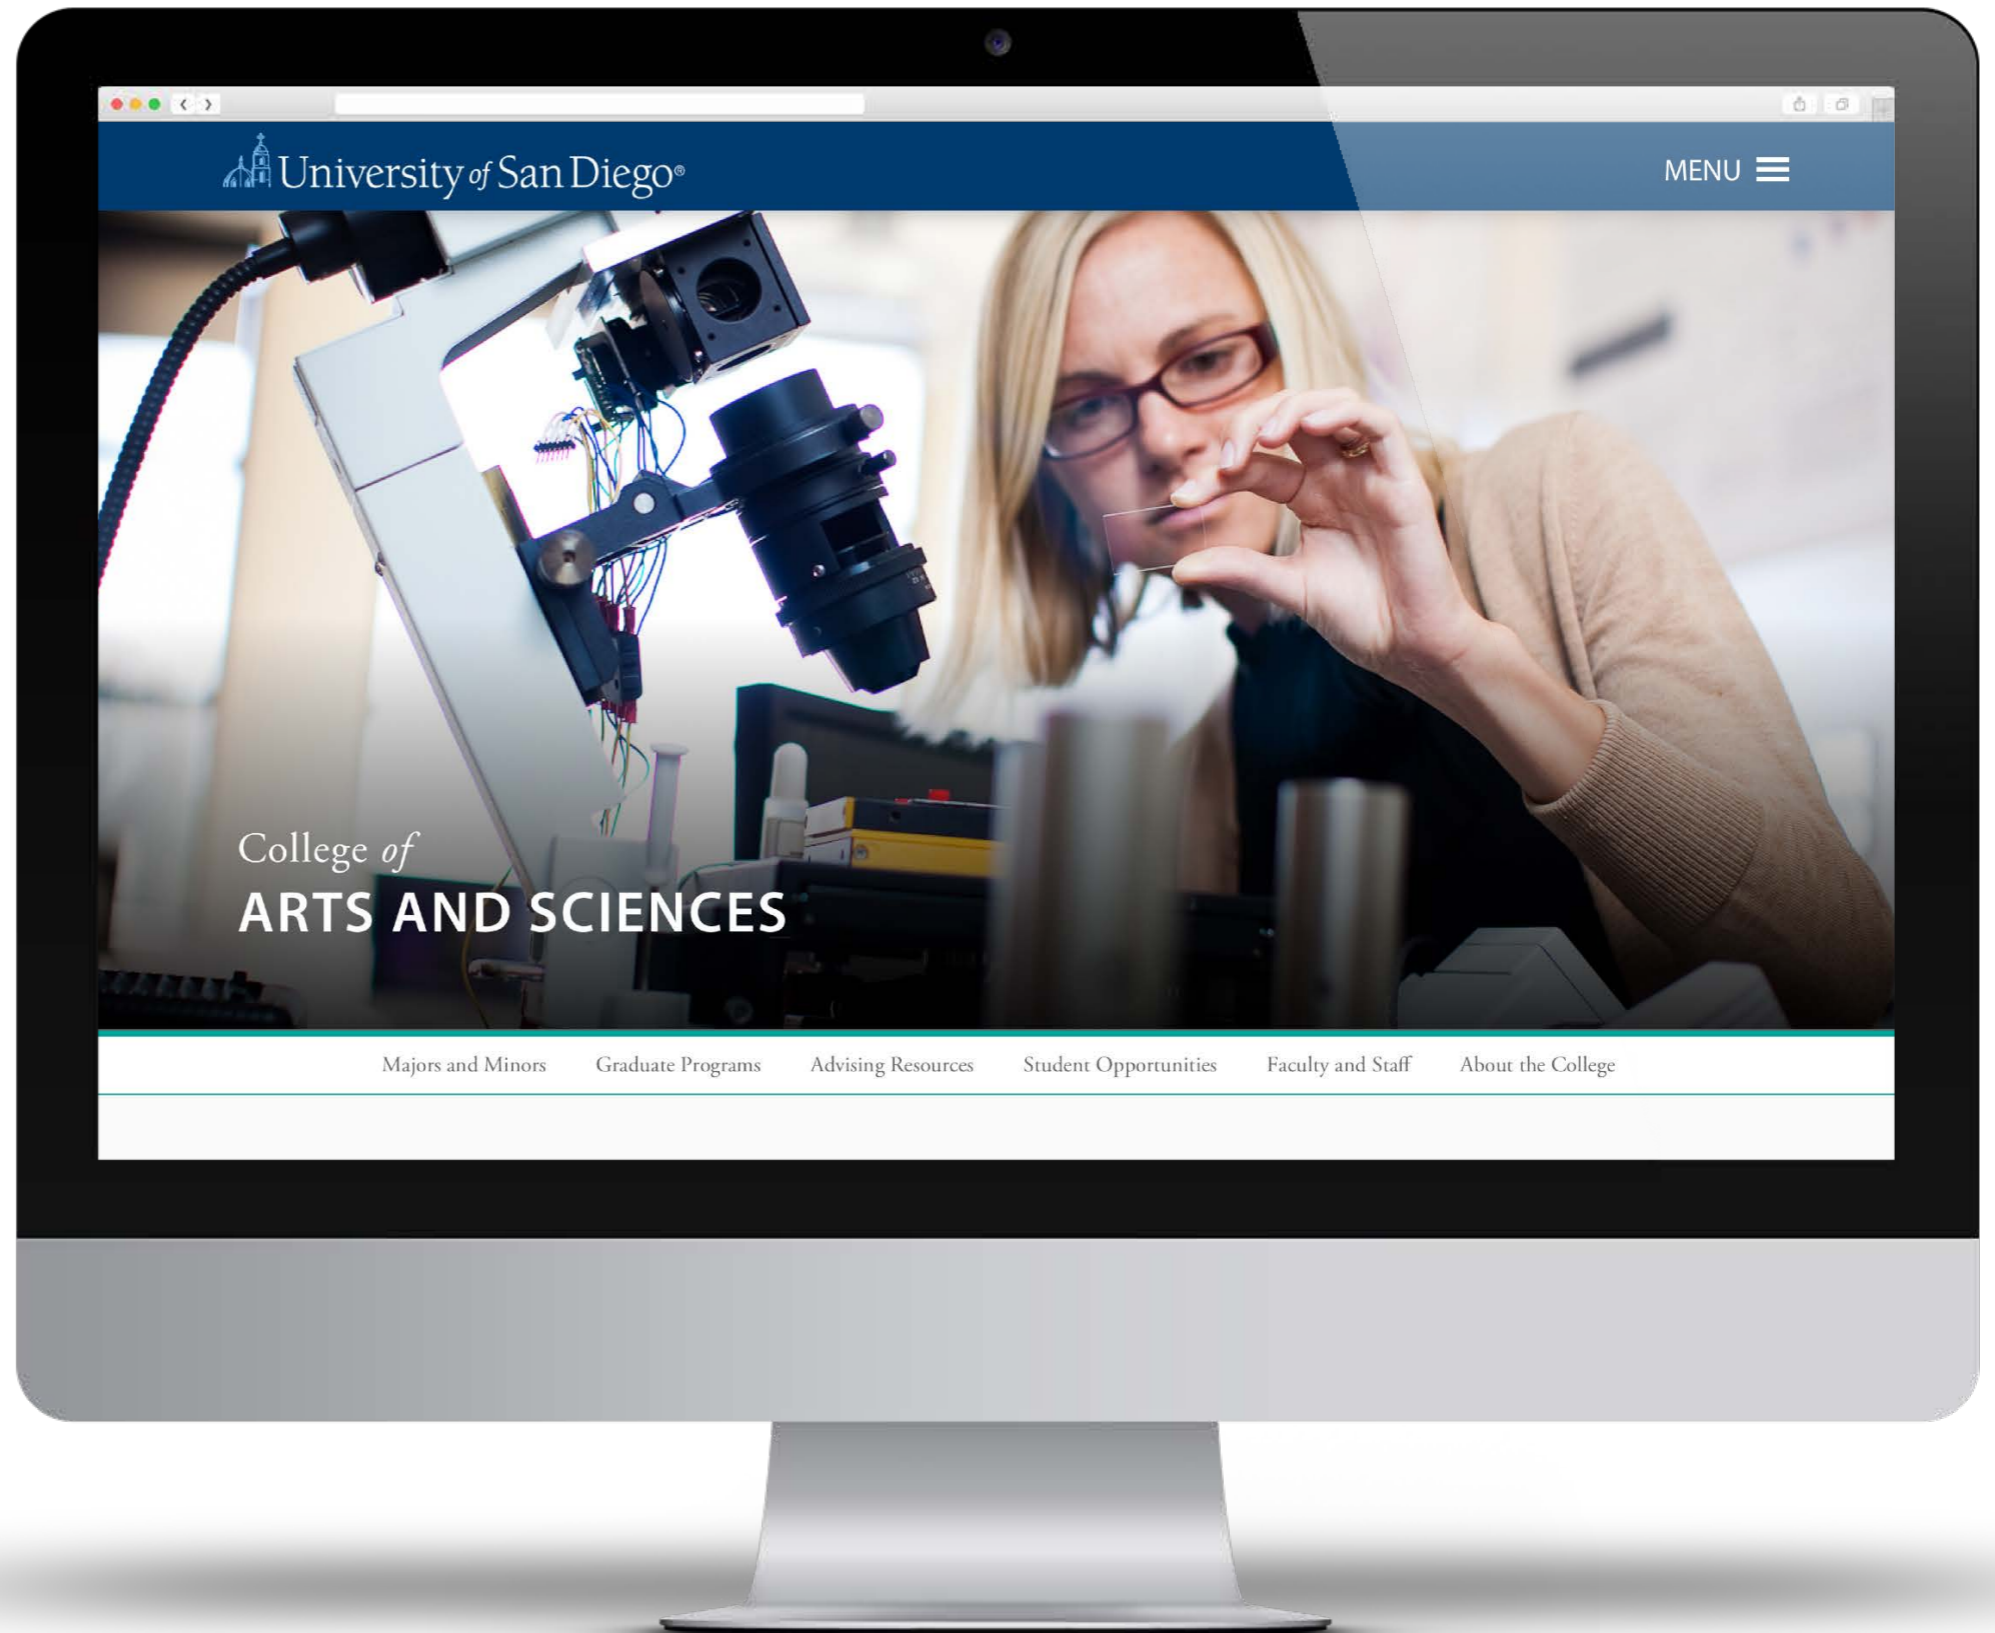 University of San Diego®
MENU
College of
ARTS AND SCIENCES
Majors and Minors
Graduate Programs
Advising Resources
Student Opportunities
Faculty and Staff
About the College